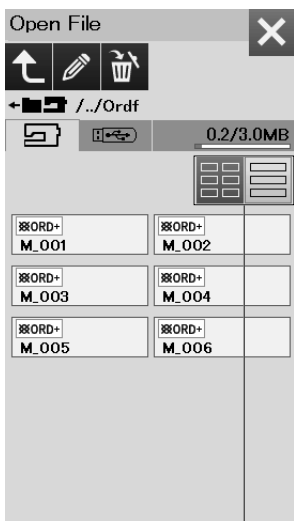 Open File
/../Ordf
0.2/3.0MB
ORD+ ORD+
M_001 M_002
ORD+ ORD+
M_003 M_004
ORD+ ORD+
M_005 M_006